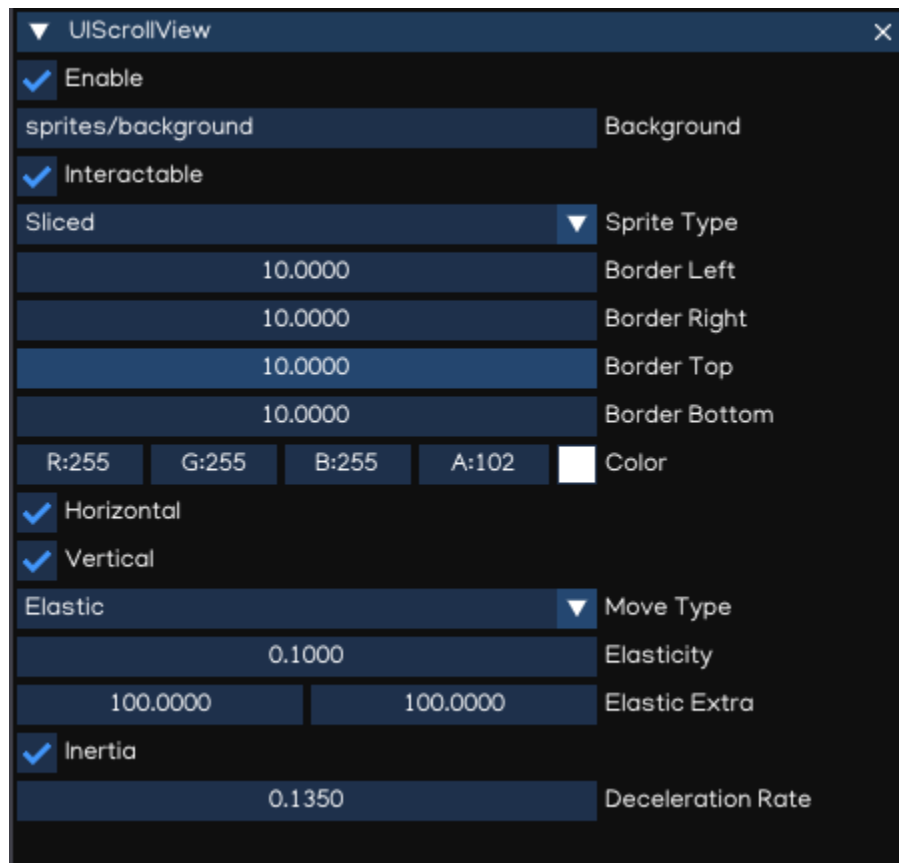 UIScrollView
Enable
sprites/background Background
Interactable
Sliced Sprite Type
10.0000 Border Left
10.0000 Border Right
10.0000 Border Top
10.0000 Border Bottom
R:255 G:255 B:255 A:102 Color
Horizontal
Vertical
Elastic Move Type
0.1000 Elasticity
100.0000 100.0000 Elastic Extra
Inertia
0.1350 Deceleration Rate